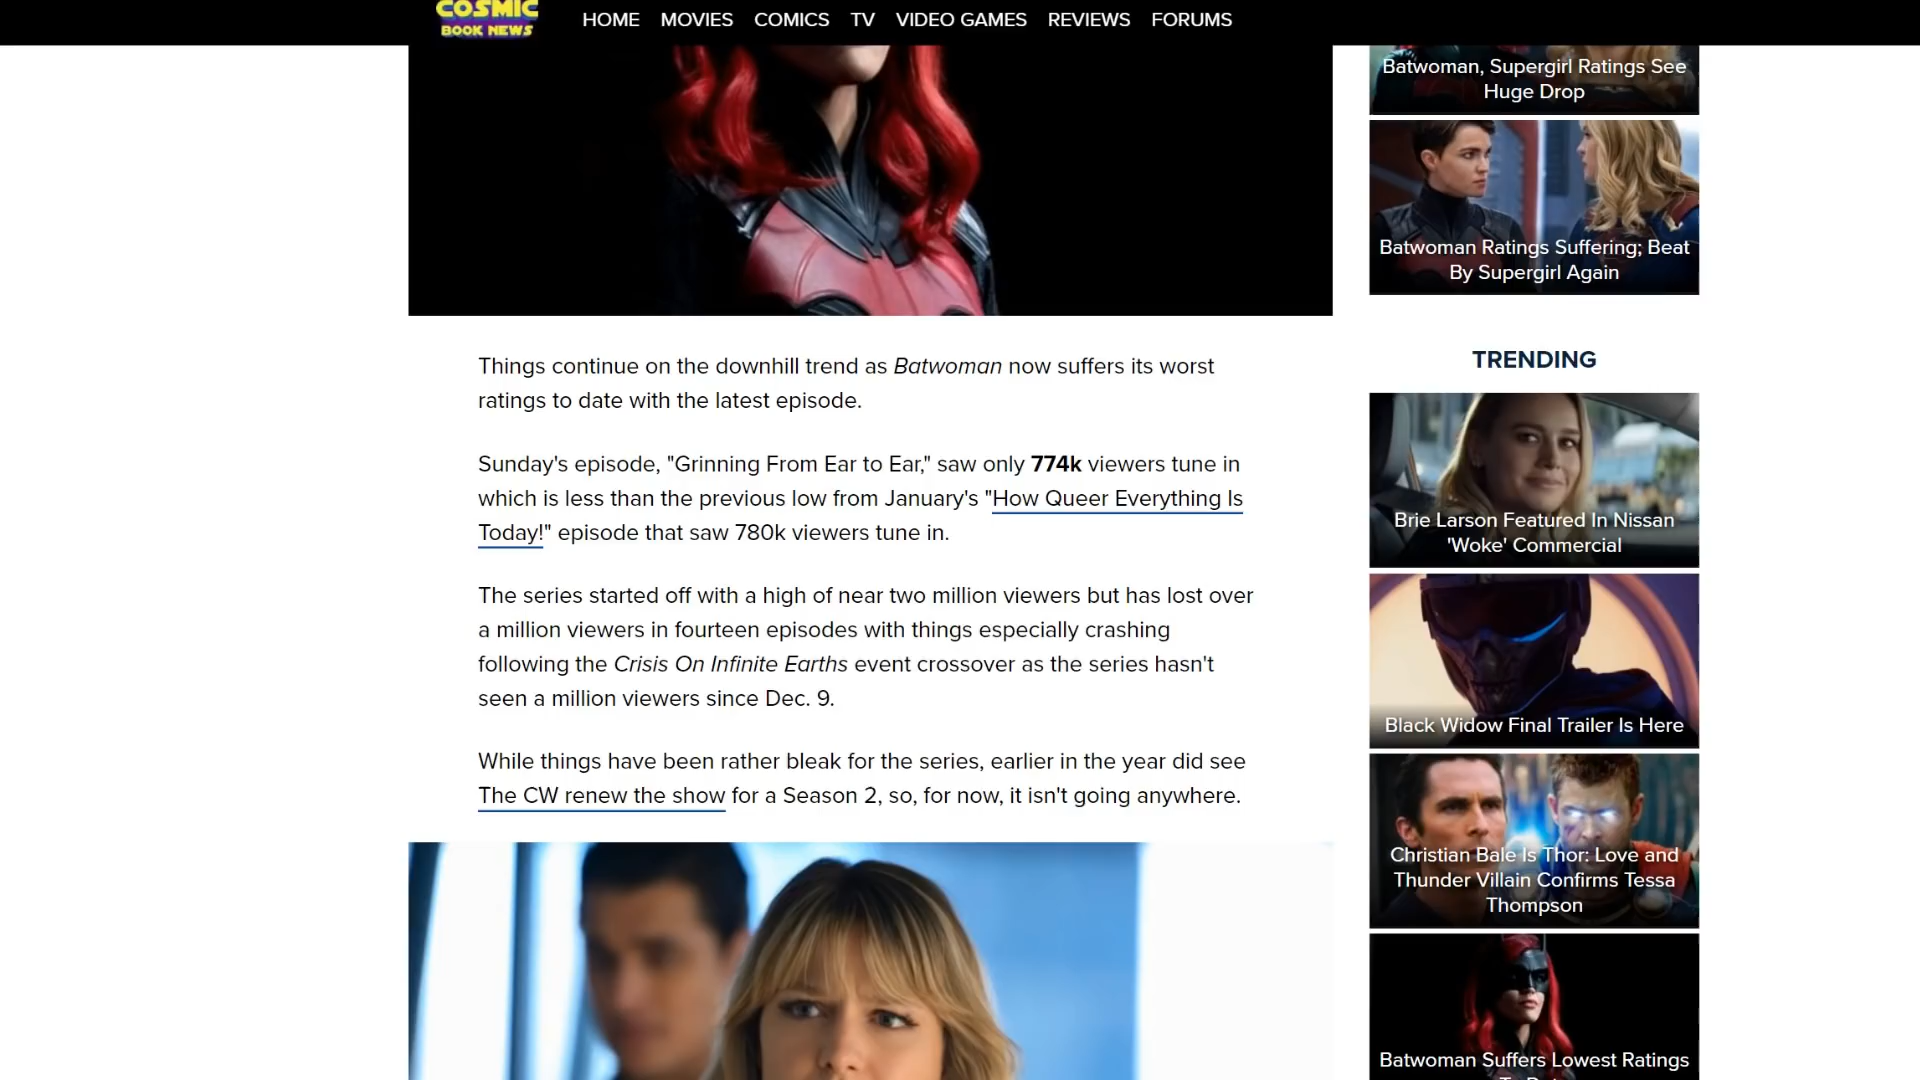 COSMIC
BOOK NEWS
HOME MOVIES COMICS TV VIDEO GAMES REVIEWS FORUMS
Things continue on the downhill trend as Batwoman now suffers its worst
ratings to date with the latest episode.
Sunday's episode, "Grinning From Ear to Ear," saw only 774k viewers tune in
which is less than the previous low from January's "How Queer Everything Is
Today!" episode that saw 780k viewers tune in.
The series started off with a high of near two million viewers but has lost over
a million viewers in fourteen episodes with things especially crashing
following the Crisis On Infinite Earths event crossover as the series hasn't
seen a million viewers since Dec. 9.
While things have been rather bleak for the series, earlier in the year did see
The CW renew the show for a Season 2, so, for now, it isn't going anywhere.
Batwoman, Supergirl Ratings See
Huge Drop
Batwoman Ratings Suffering; Beat
By Supergirl Again
TRENDING
Brie Larson Featured In Nissan
'Woke' Commercial
Black Widow Final Trailer Is Here
Christian Bale Is Thor: Love and
Thunder Villain Confirms Tessa
Thompson
Batwoman Suffers Lowest Ratings